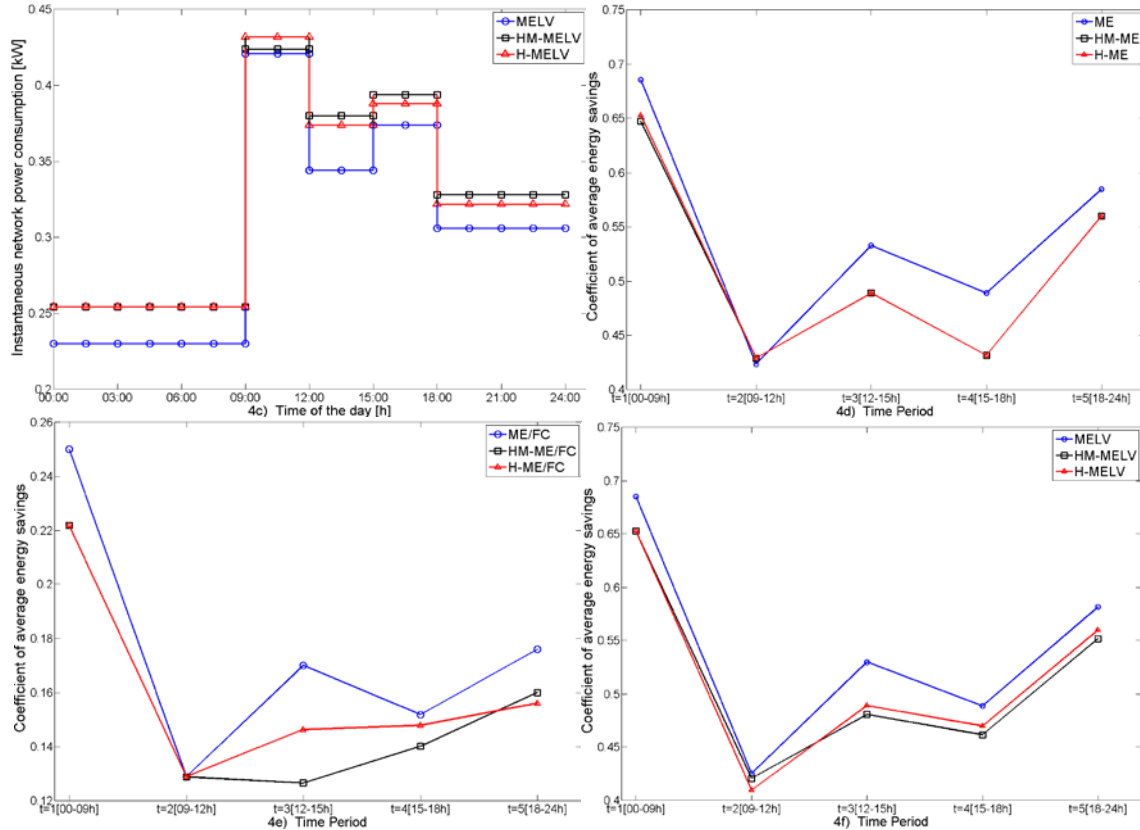 0.45
0.4
0.35
0.3
0.25
0.2
Instantaneous network power consumption [kW]
MELV
HM-MELV
H-MELV
00:00 03:00 06:00 09:00 12:00 15:00 18:00 21:00 24:00
4c) Time of the day [h]
0.75
0.7
0.65
0.6
0.55
0.5
0.45
0.4
Coefficient of average energy savings
ME
HM-ME
H-ME
t=1[00-09h] t=2[09-12h] t=3[12-15h] t=4[15-18h] t=5[18-24h]
4d) Time Period
0.26
0.24
0.22
0.2
0.18
0.16
0.14
0.12
Coefficient of average energy savings
ME/FC
HM-ME/FC
H-ME/FC
t=1[00-09h] t=2[09-12h] t=3[12-15h] t=4[15-18h] t=5[18-24h]
4e) Time Period
0.75
0.7
0.65
0.6
0.55
0.5
0.45
0.4
Coefficient of average energy savings
MELV
HM-MELV
H-MELV
t=1[00-09h] t=2[09-12h] t=3[12-15h] t=4[15-18h] t=5[18-24h]
4f) Time Period